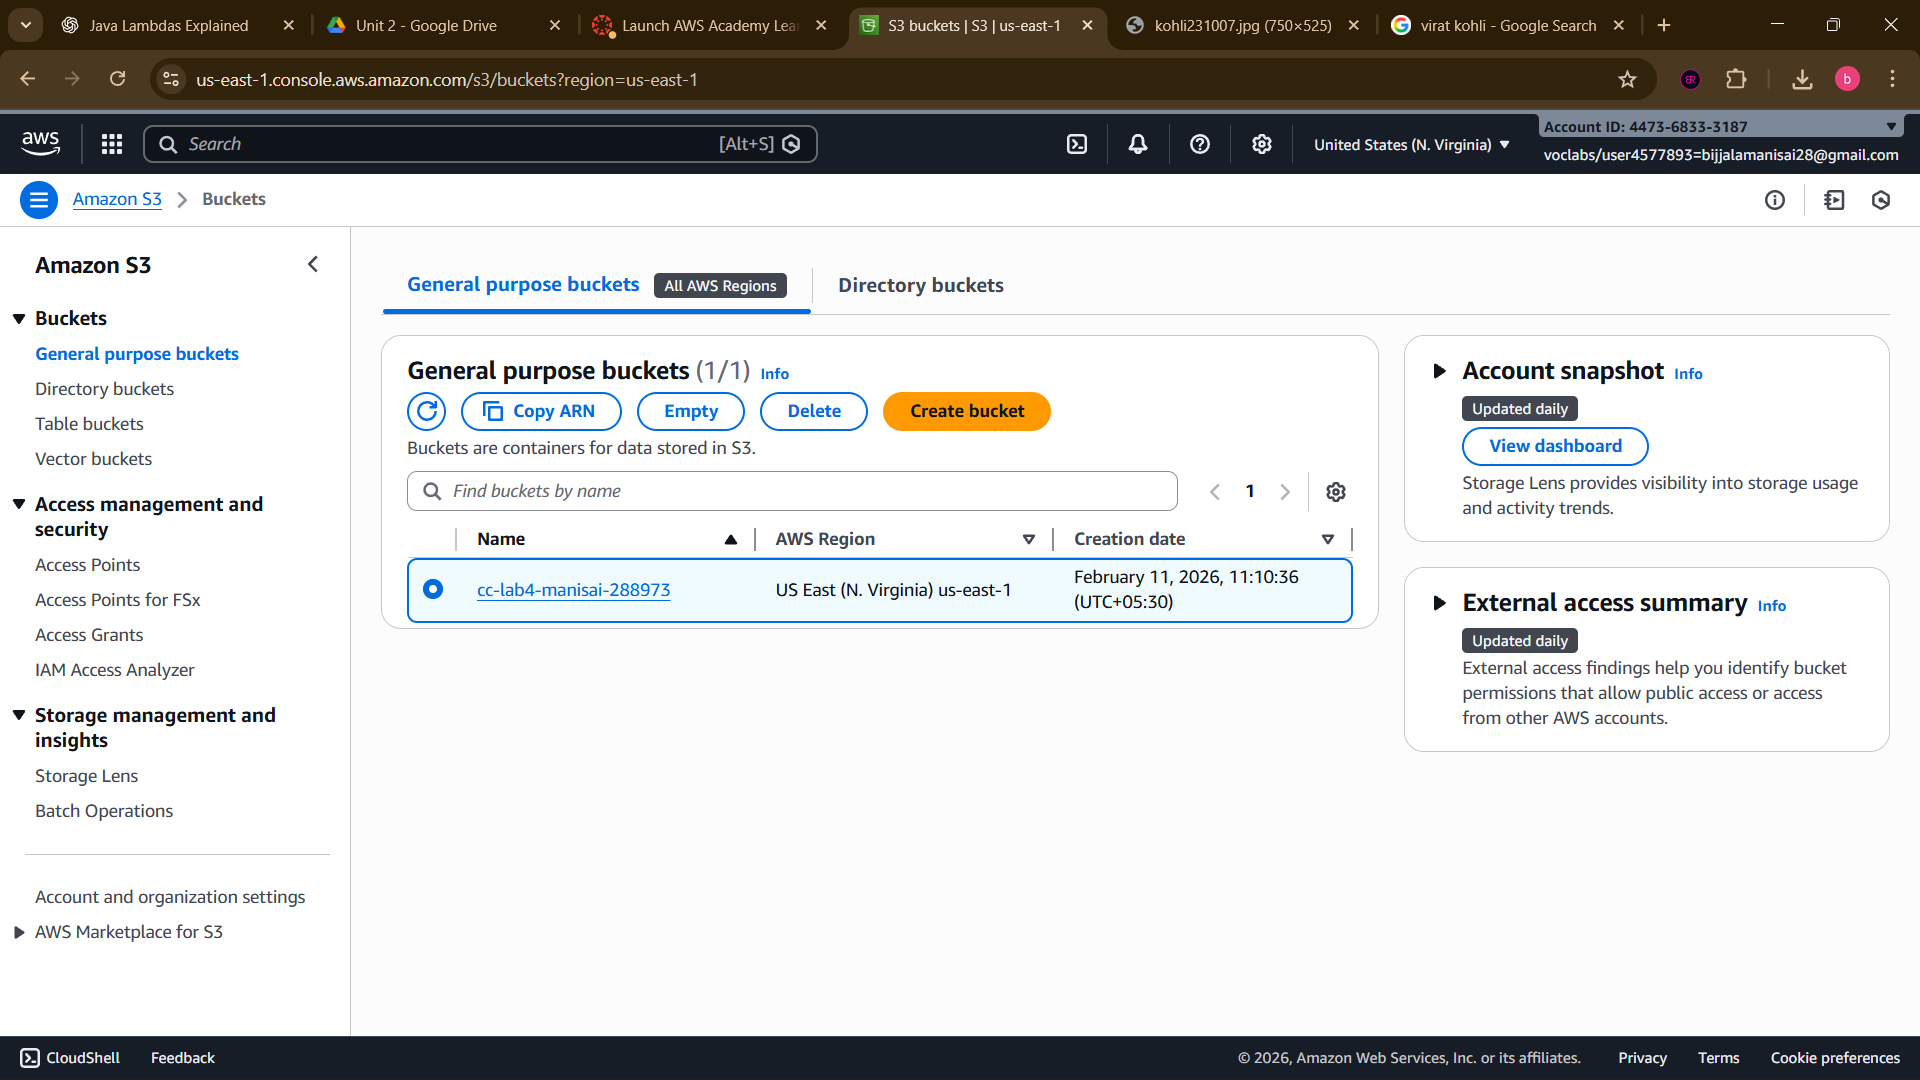 Java Lambdas Explained
Unit 2 - Google Drive
Launch AWS Academy Lea
S3 buckets | S3 | us-east-1
kohli231007.jpg (750×525)
virat kohli - Google Search
us-east-1.console.aws.amazon.com/s3/buckets?region=us-east-1
b
aws
Search
[Alt+S]
United States (N. Virginia)
Account ID: 4473-6833-3187
voclabs/user4577893=bijjalamanisai28@gmail.com
Amazon S3
Buckets
Amazon S3
Buckets
General purpose buckets
Directory buckets
Table buckets
Vector buckets
Access management and
security
Access Points
Access Points for FSx
Access Grants
IAM Access Analyzer
Storage management and
insights
Storage Lens
Batch Operations
Account and organization settings
AWS Marketplace for S3
General purpose buckets
All AWS Regions
Directory buckets
General purpose buckets (1/1) Info
Copy ARN
Empty
Delete
Create bucket
Buckets are containers for data stored in S3.
Find buckets by name
1
Name
AWS Region
Creation date
cc-lab4-manisai-288973
US East (N. Virginia) us-east-1
February 11, 2026, 11:10:36
(UTC+05:30)
Account snapshot Info
Updated daily
View dashboard
Storage Lens provides visibility into storage usage
and activity trends.
External access summary Info
Updated daily
External access findings help you identify bucket
permissions that allow public access or access
from other AWS accounts.
CloudShell
Feedback
© 2026, Amazon Web Services, Inc. or its affiliates.
Privacy
Terms
Cookie preferences